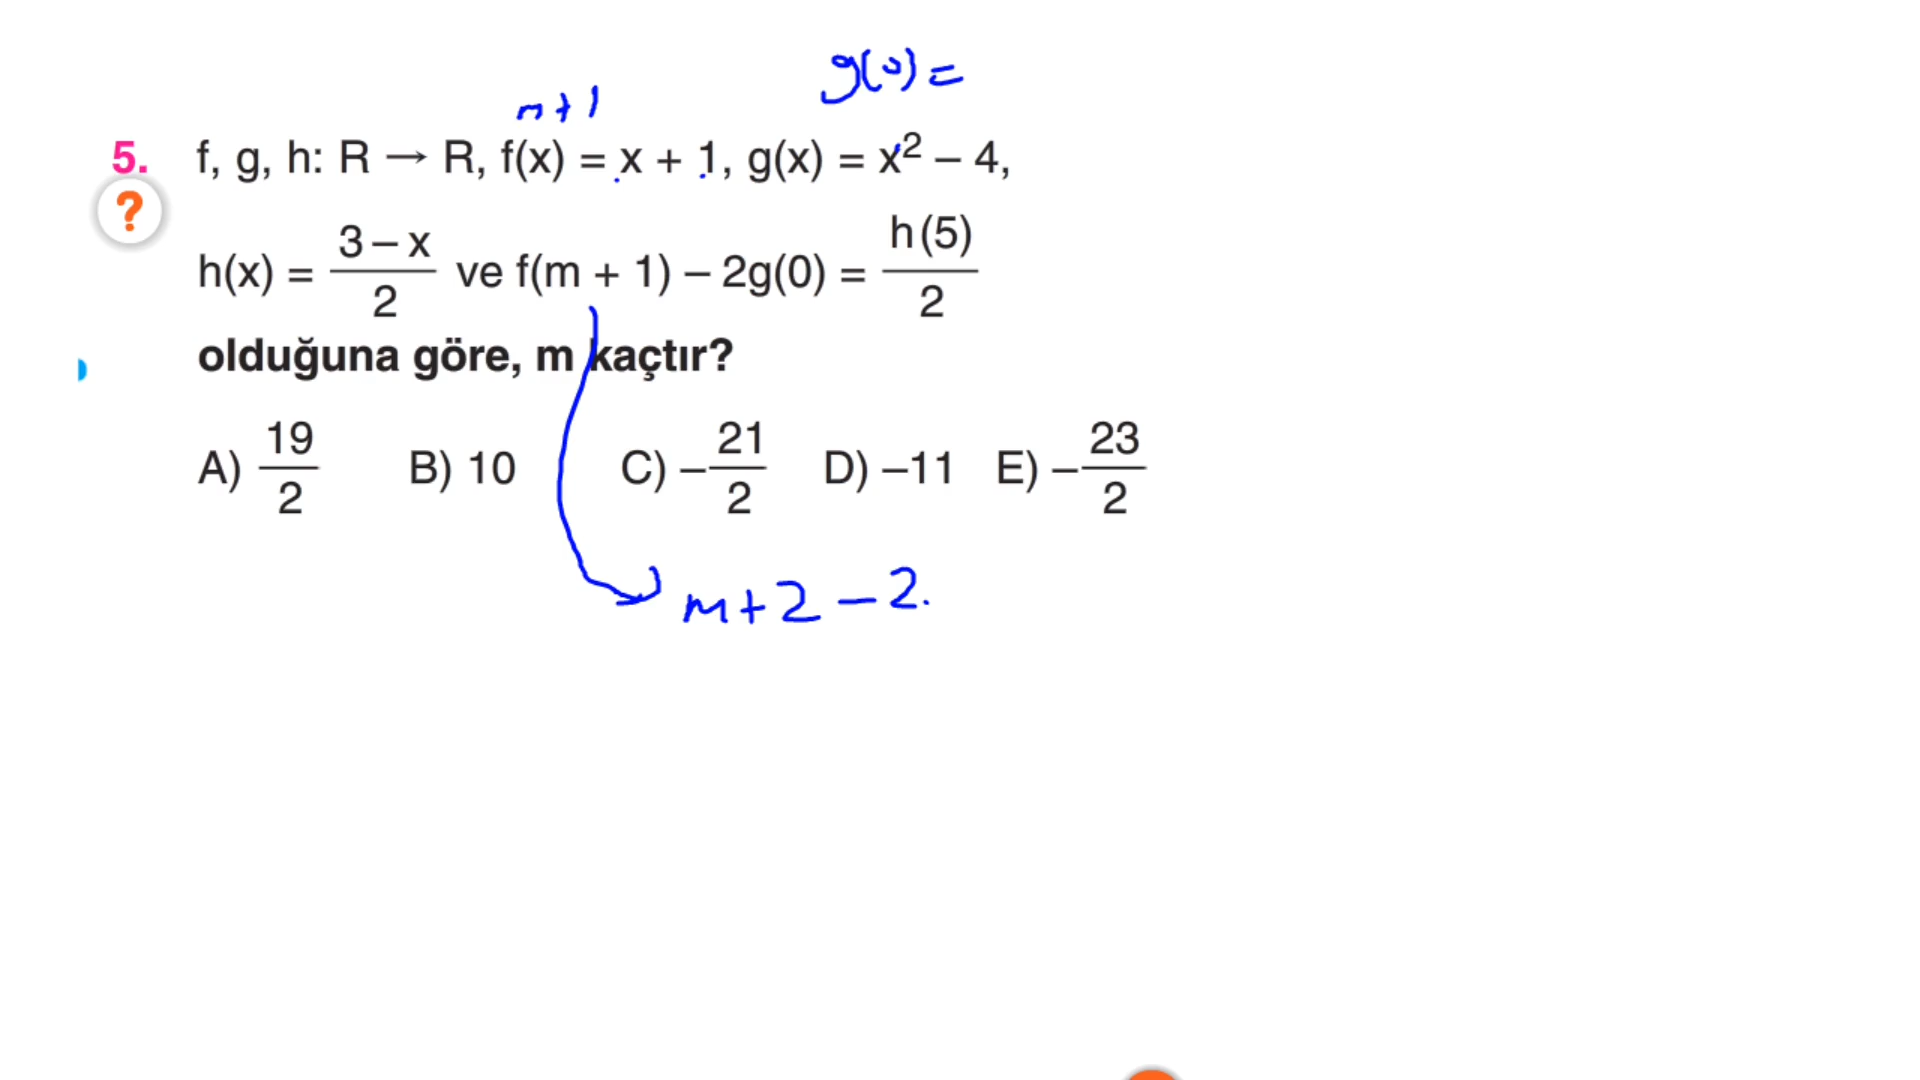 g(0) =
m + 1
5. f, g, h: R → R, f(x) = x + 1, g(x) = x² – 4,
?
h(x) = (3 – x)/2 ve f(m + 1) – 2g(0) = h(5)/2
olduğuna göre, m kaçtır?
A) 19/2 B) 10 C) –21/2 D) –11 E) –23/2
m + 2 – 2.